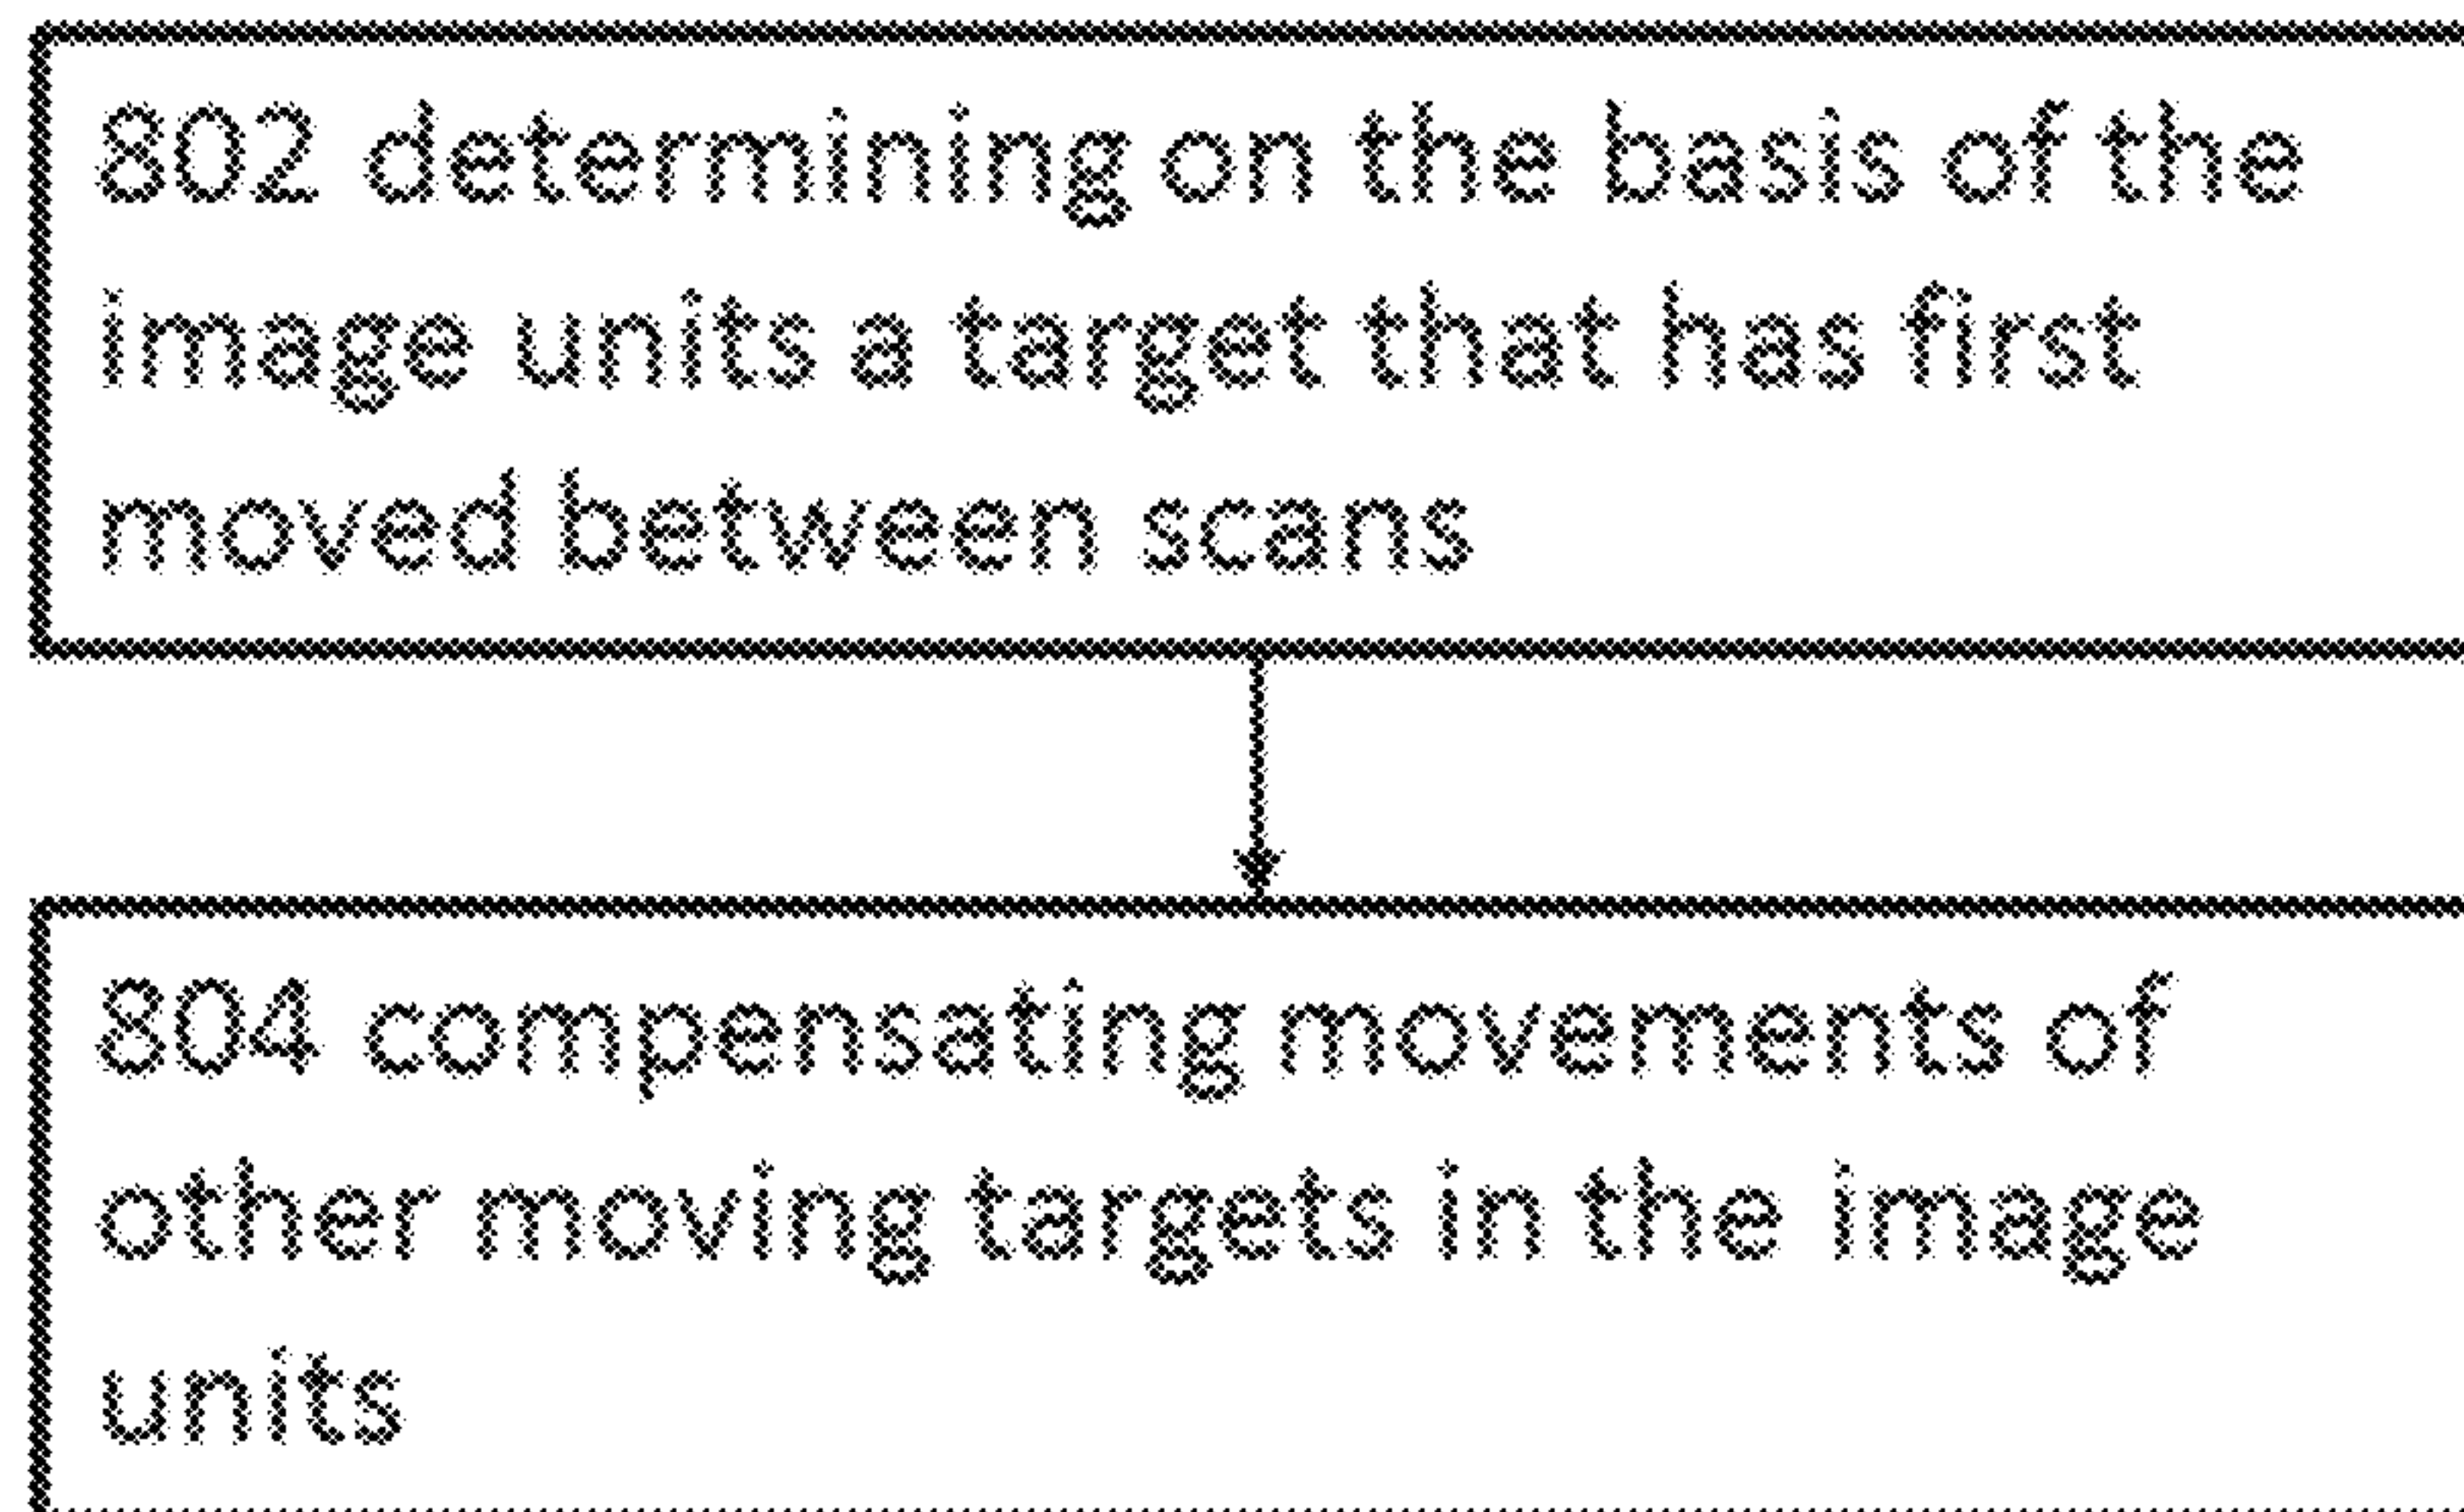 802 determining on the basis of the
image units a target that has first
moved between scans
804 compensating movements of
other moving targets in the image
units